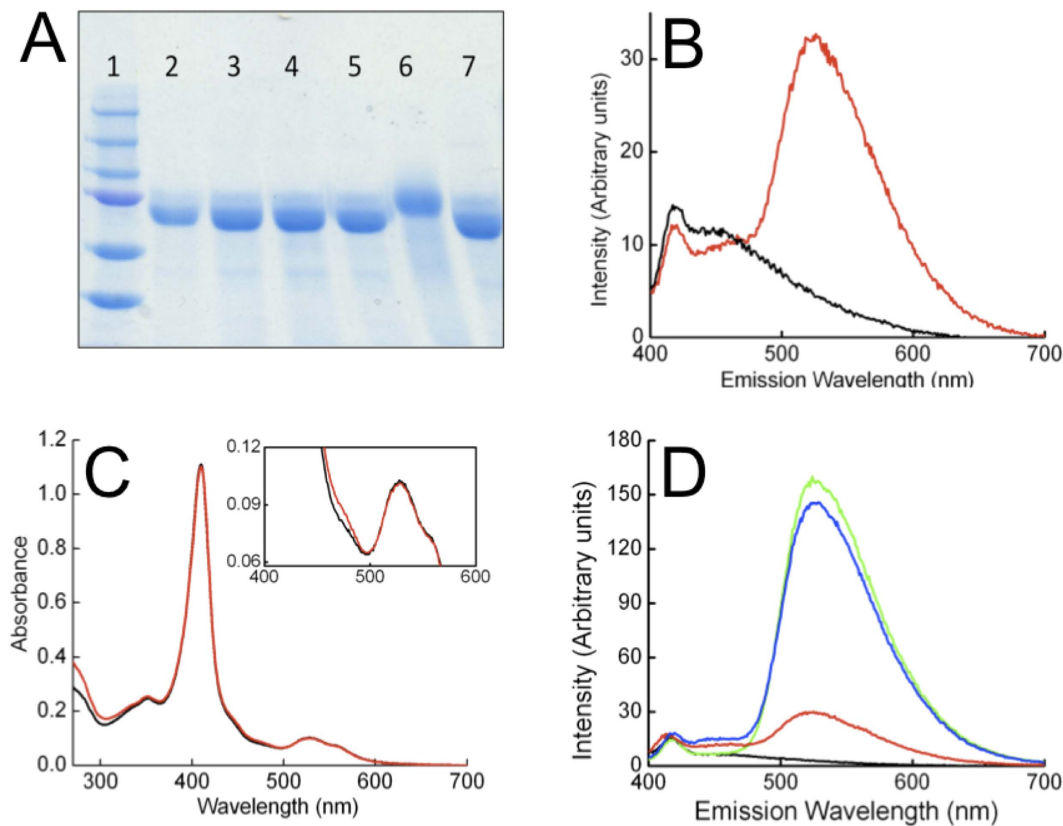 A
1 2 3 4 5 6 7
B
30
20
10
0
400 500 600 700
Intensity (Arbitrary units)
Emission Wavelength (nm)
C
1.2
1.0
0.8
0.6
0.4
0.2
0.0
300 400 500 600 700
Absorbance
Wavelength (nm)
0.12
0.09
0.06
400 500 600
D
180
150
120
90
60
30
0
400 500 600 700
Intensity (Arbitrary units)
Emission Wavelength (nm)